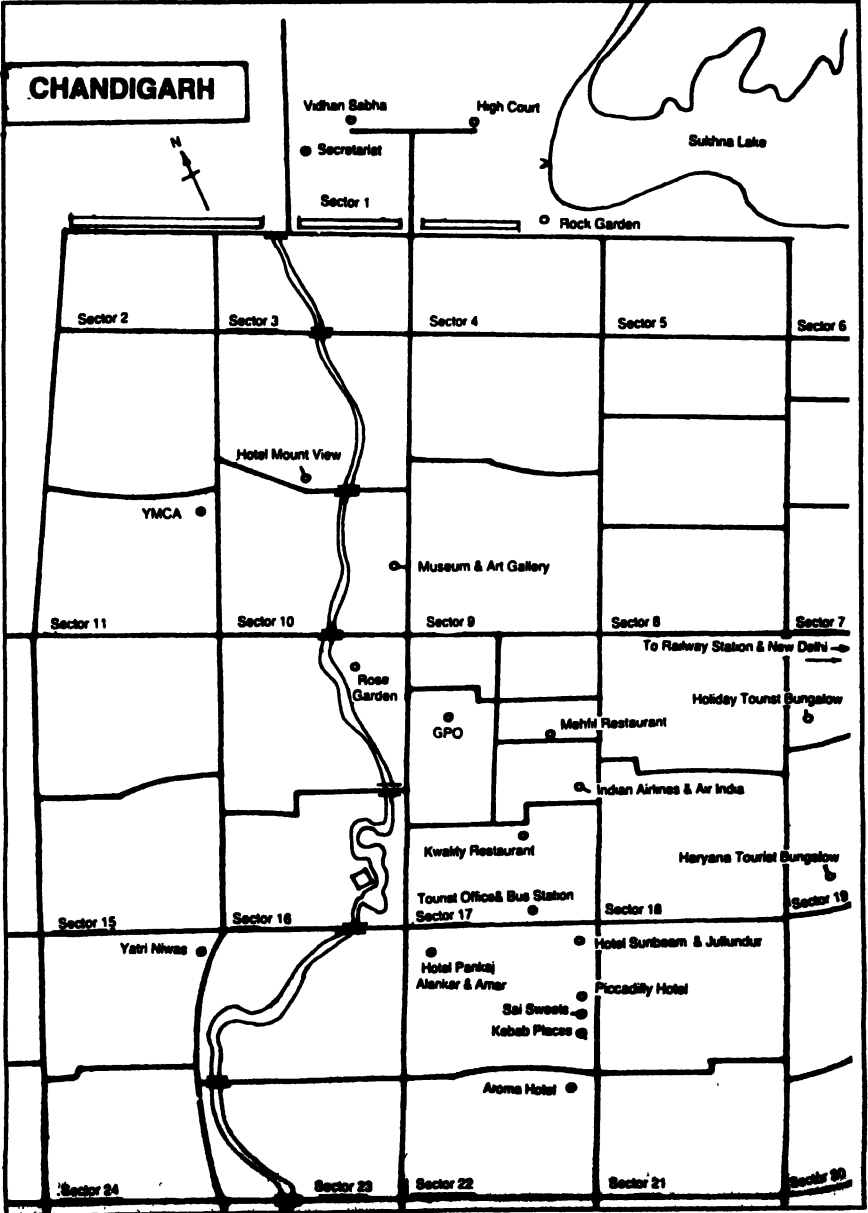 CHANDIGARH
N
Vidhan Sabha
High Court
Secretariat
Sukhna Lake
Sector 1
Rock Garden
Sector 2
Sector 3
Sector 4
Sector 5
Sector 6
Hotel Mount View
YMCA
Museum & Art Gallery
Sector 11
Sector 10
Sector 9
Sector 8
Sector 7
To Railway Station & New Delhi
Rose
Garden
Holiday Tourist Bungalow
GPO
Mehfil Restaurant
Indian Airlines & Air India
Kwality Restaurant
Haryana Tourist Bungalow
Tourist Office& Bus Station
Sector 15
Sector 16
Sector 17
Sector 18
Sector 19
Yatri Niwas
Hotel Sunbeam & Jullundur
Hotel Pankaj
Alankar & Amar
Piccadilly Hotel
Sai Sweets
Kebab Places
Aroma Hotel
Sector 24
Sector 23
Sector 22
Sector 21
Sector 20